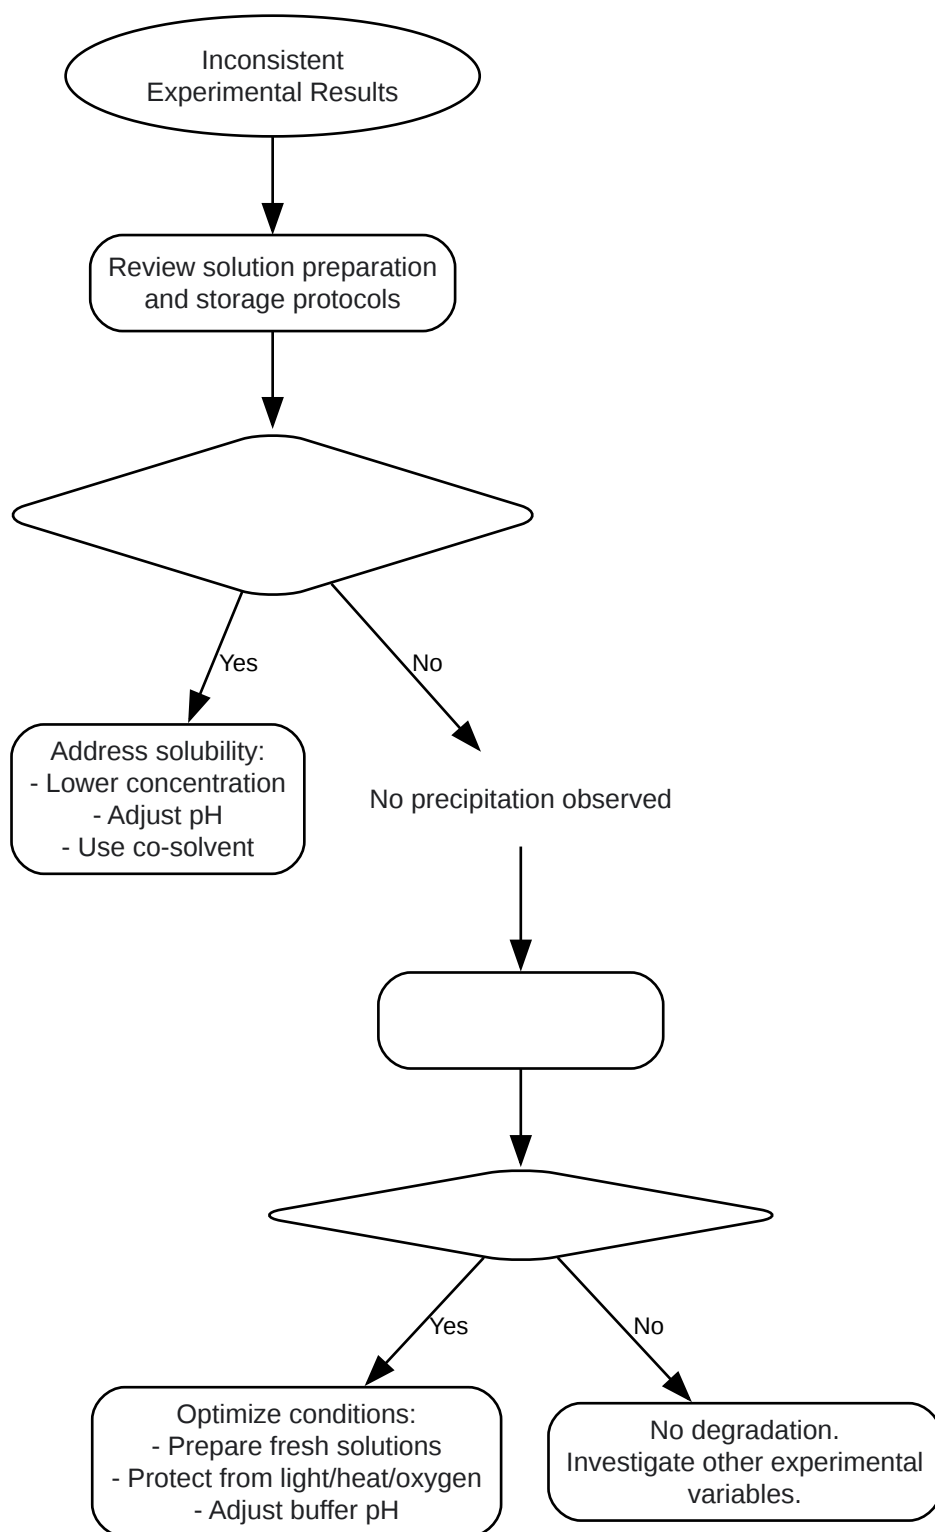 Inconsistent
Experimental Results
Review solution preparation
and storage protocols
Yes
No
Address solubility:
- Lower concentration
- Adjust pH
- Use co-solvent
No precipitation observed
Yes
No
Optimize conditions:
- Prepare fresh solutions
- Protect from light/heat/oxygen
- Adjust buffer pH
No degradation.
Investigate other experimental
variables.